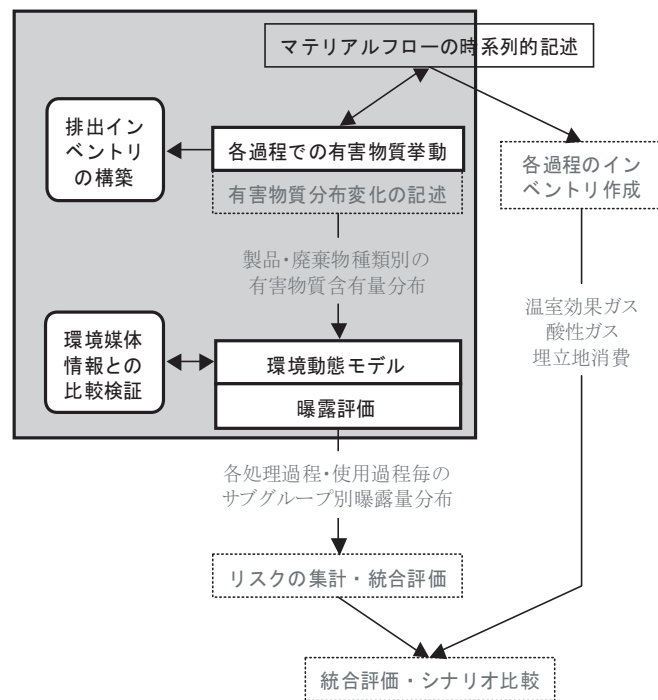 マテリアルフローの時系列的記述
排出イン
ベントリ
の構築
各過程での有害物質挙動
有害物質分布変化の記述
各過程のイン
ベントリ作成
製品・廃棄物種類別の
有害物質含有量分布
温室効果ガス
酸性ガス
埋立地消費
環境媒体
情報との
比較検証
環境動態モデル
曝露評価
各処理過程・使用過程毎の
サブグループ別曝露量分布
リスクの集計・統合評価
統合評価・シナリオ比較